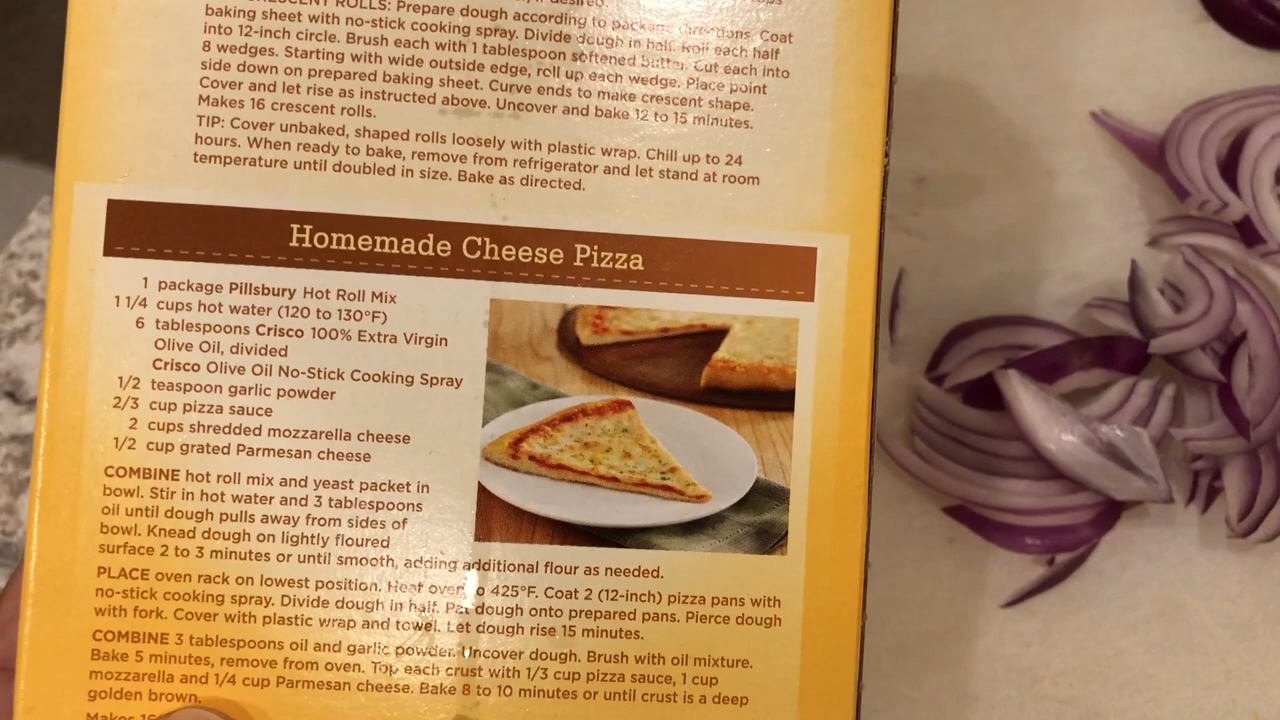 if desired.
CRESCENT ROLLS: Prepare dough according to package directions. Coat
baking sheet with no-stick cooking spray. Divide dough in half. Roll each half
into 12-inch circle. Brush each with 1 tablespoon softened butter. Cut each into
8 wedges. Starting with wide outside edge, roll up each wedge. Place point
side down on prepared baking sheet. Curve ends to make crescent shape.
Cover and let rise as instructed above. Uncover and bake 12 to 15 minutes.
Makes 16 crescent rolls.
TIP: Cover unbaked, shaped rolls loosely with plastic wrap. Chill up to 24
hours. When ready to bake, remove from refrigerator and let stand at room
temperature until doubled in size. Bake as directed.
Homemade Cheese Pizza
1 package Pillsbury Hot Roll Mix
1 1/4 cups hot water (120 to 130°F)
6 tablespoons Crisco 100% Extra Virgin
Olive Oil, divided
Crisco Olive Oil No-Stick Cooking Spray
1/2 teaspoon garlic powder
2/3 cup pizza sauce
2 cups shredded mozzarella cheese
1/2 cup grated Parmesan cheese
COMBINE hot roll mix and yeast packet in
bowl. Stir in hot water and 3 tablespoons
oil until dough pulls away from sides of
bowl. Knead dough on lightly floured
surface 2 to 3 minutes or until smooth, adding additional flour as needed.
PLACE oven rack on lowest position. Heat oven to 425°F. Coat 2 (12-inch) pizza pans with
no-stick cooking spray. Divide dough in half. Pat dough onto prepared pans. Pierce dough
with fork. Cover with plastic wrap and towel. Let dough rise 15 minutes.
COMBINE 3 tablespoons oil and garlic powder. Uncover dough. Brush with oil mixture.
Bake 5 minutes, remove from oven. Top each crust with 1/3 cup pizza sauce, 1 cup
mozzarella and 1/4 cup Parmesan cheese. Bake 8 to 10 minutes or until crust is a deep
golden brown.
Makes 16